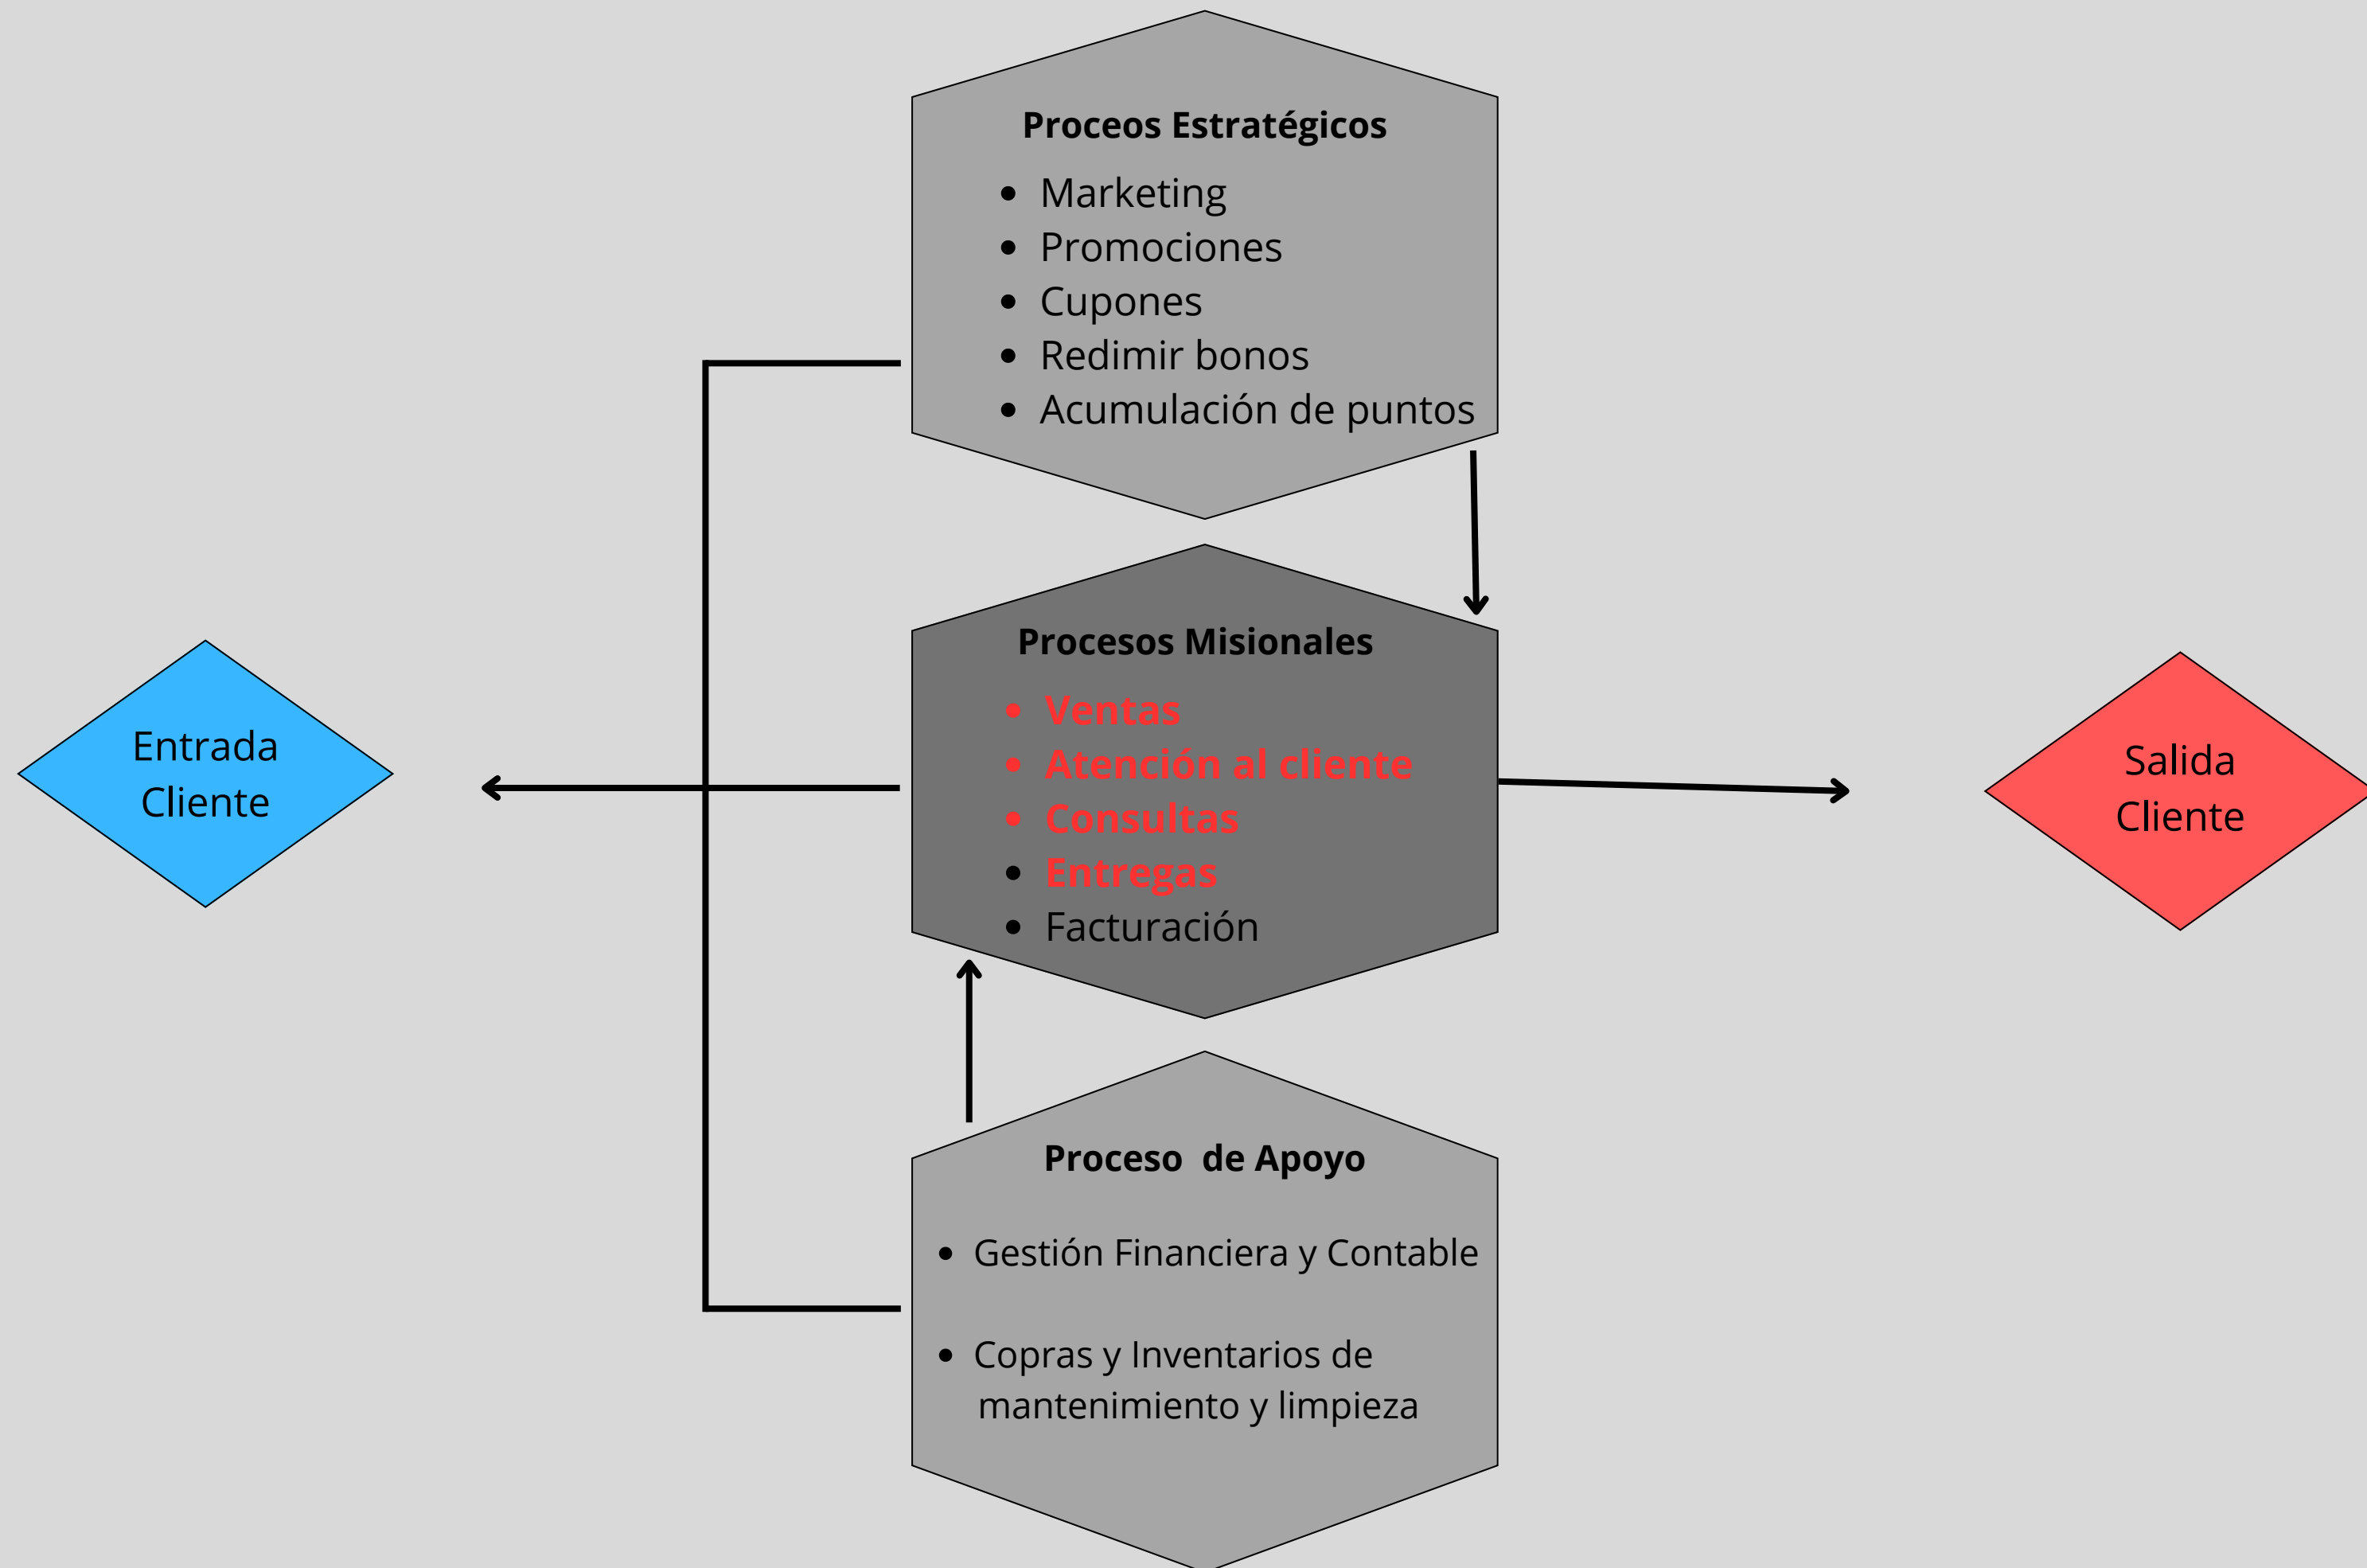 Proceos Estratégicos
• Marketing
• Promociones
• Cupones
• Redimir bonos
• Acumulación de puntos
Entrada
Cliente
Procesos Misionales
• Ventas
• Atención al cliente
• Consultas
• Entregas
• Facturación
Salida
Cliente
Proceso  de Apoyo
• Gestión Financiera y Contable
• Copras y Inventarios de
mantenimiento y limpieza